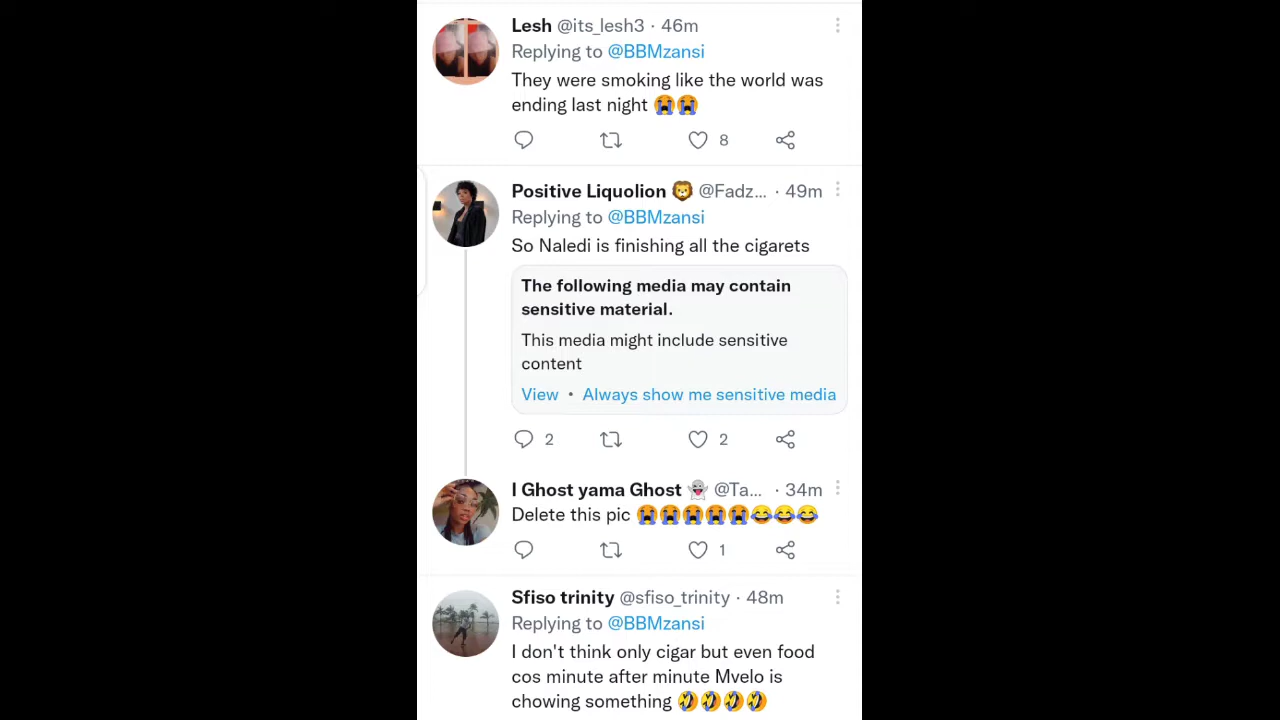 Lesh @its_lesh3 · 46m
Replying to @BBMzansi
They were smoking like the world was
ending last night 😭😭
8
Positive Liquolion 🦁 @Fadz... · 49m
Replying to @BBMzansi
So Naledi is finishing all the cigarets
The following media may contain
sensitive material.
This media might include sensitive
content
View • Always show me sensitive media
2 2
I Ghost yama Ghost 👻 @Ta... · 34m
Delete this pic 😭😭😭😭😭😂😂😂
1
Sfiso trinity @sfiso_trinity · 48m
Replying to @BBMzansi
I don't think only cigar but even food
cos minute after minute Mvelo is
chowing something 🤣🤣🤣🤣